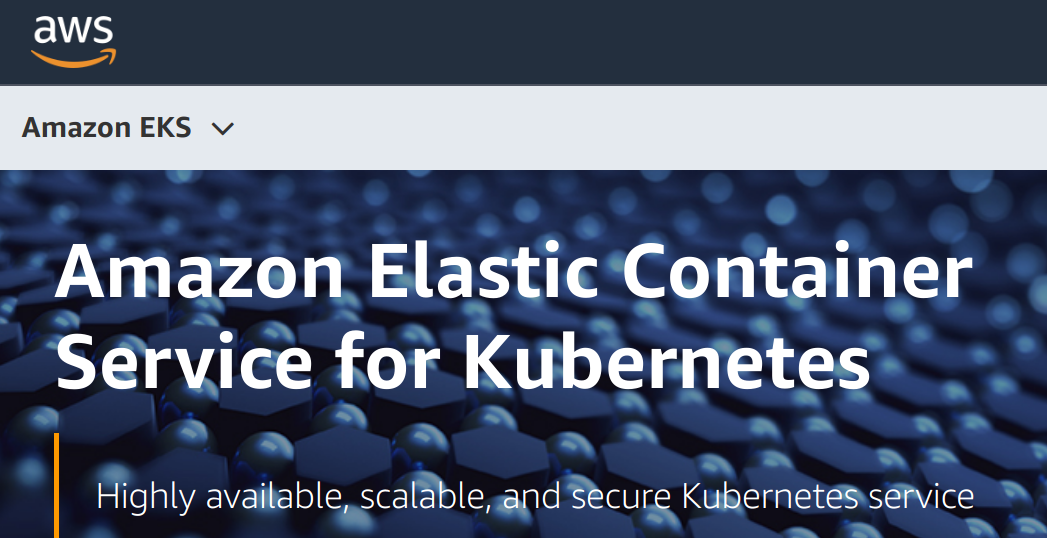 aws
Amazon EKS
Amazon Elastic Container
Service for Kubernetes
Highly available, scalable, and secure Kubernetes service